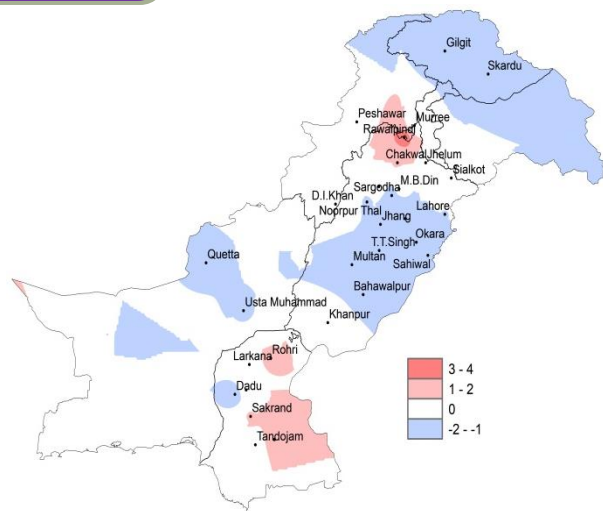 Gilgit
Skardu
Peshawar
Murree
Rawalpindi
Chakwal
Jhelum
Sialkot
M.B.Din
Sargodha
D.I.Khan
Noorpur Thal
Lahore
Jhang
Okara
T.T.Singh
Multan
Sahiwal
Quetta
Bahawalpur
Usta Muhammad
Khanpur
Larkana
Rohri
Dadu
Sakrand
Tandojam
3 - 4
1 - 2
0
-2 - -1